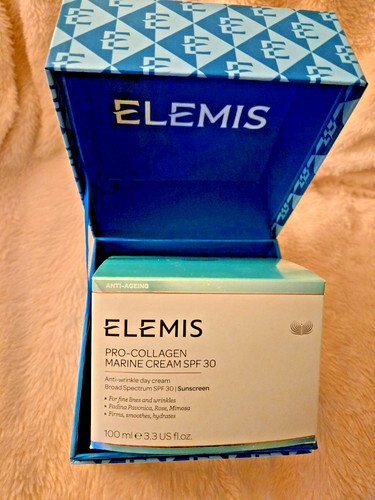 ELEMIS
ANTI-AGEING
ELEMIS
PRO-COLLAGEN
MARINE CREAM SPF 30
Anti-wrinkle day cream
Broad Spectrum SPF 30 | Sunscreen
• For fine lines and wrinkles
• Padina Pavonica, Rose, Mimosa
• Firms, smoothes, hydrates
100 ml ℮ 3.3 US fl.oz.